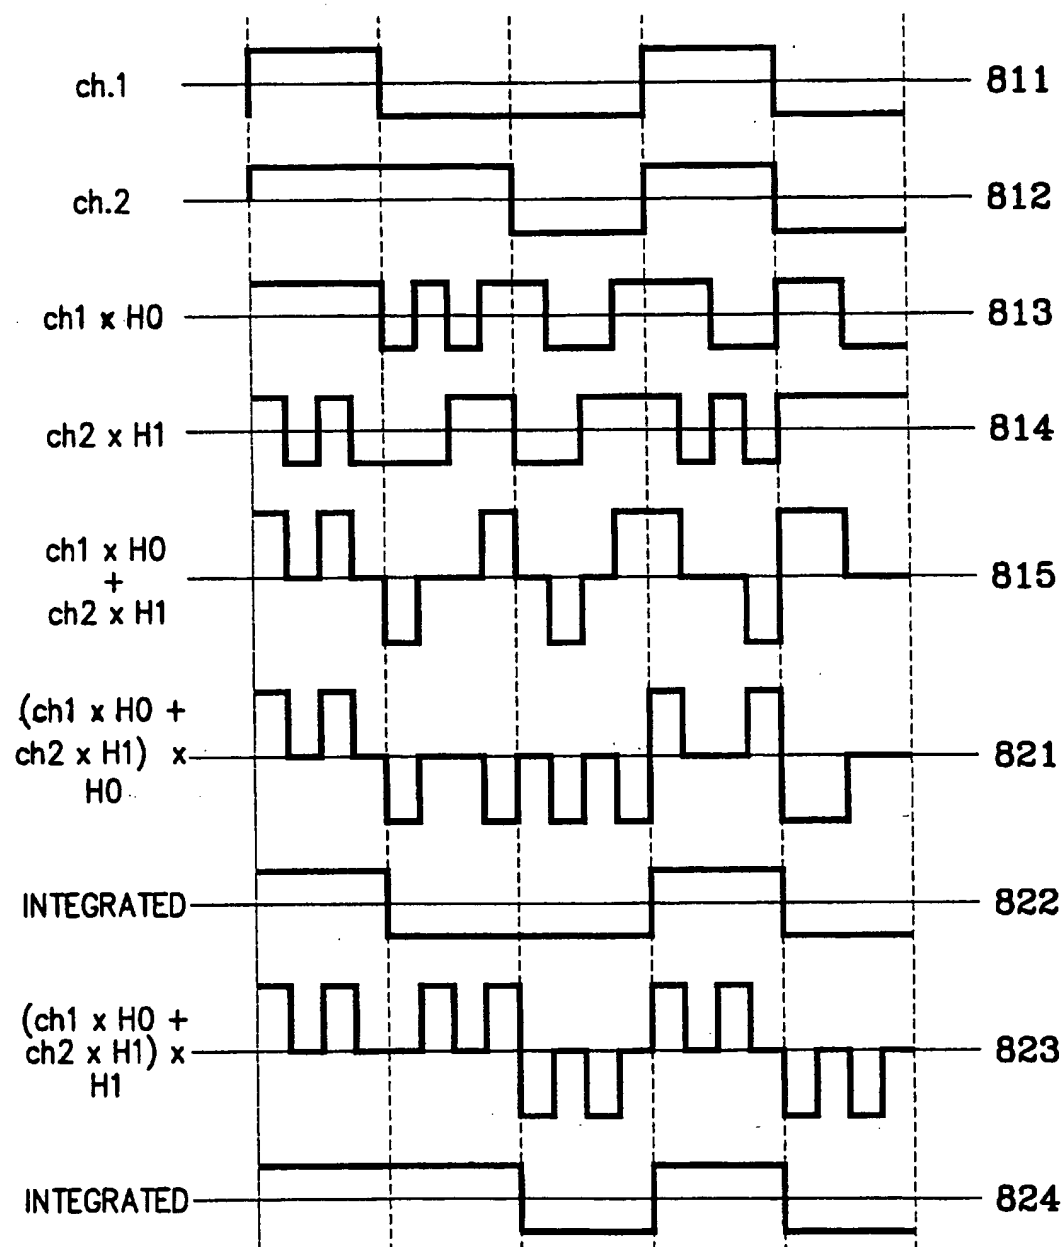 ch.1 811
ch.2 812
ch1 x H0 813
ch2 x H1 814
ch1 x H0
+ 815
ch2 x H1
(ch1 x H0 +
ch2 x H1) x 821
H0
INTEGRATED 822
(ch1 x H0 +
ch2 x H1) x 823
H1
INTEGRATED 824